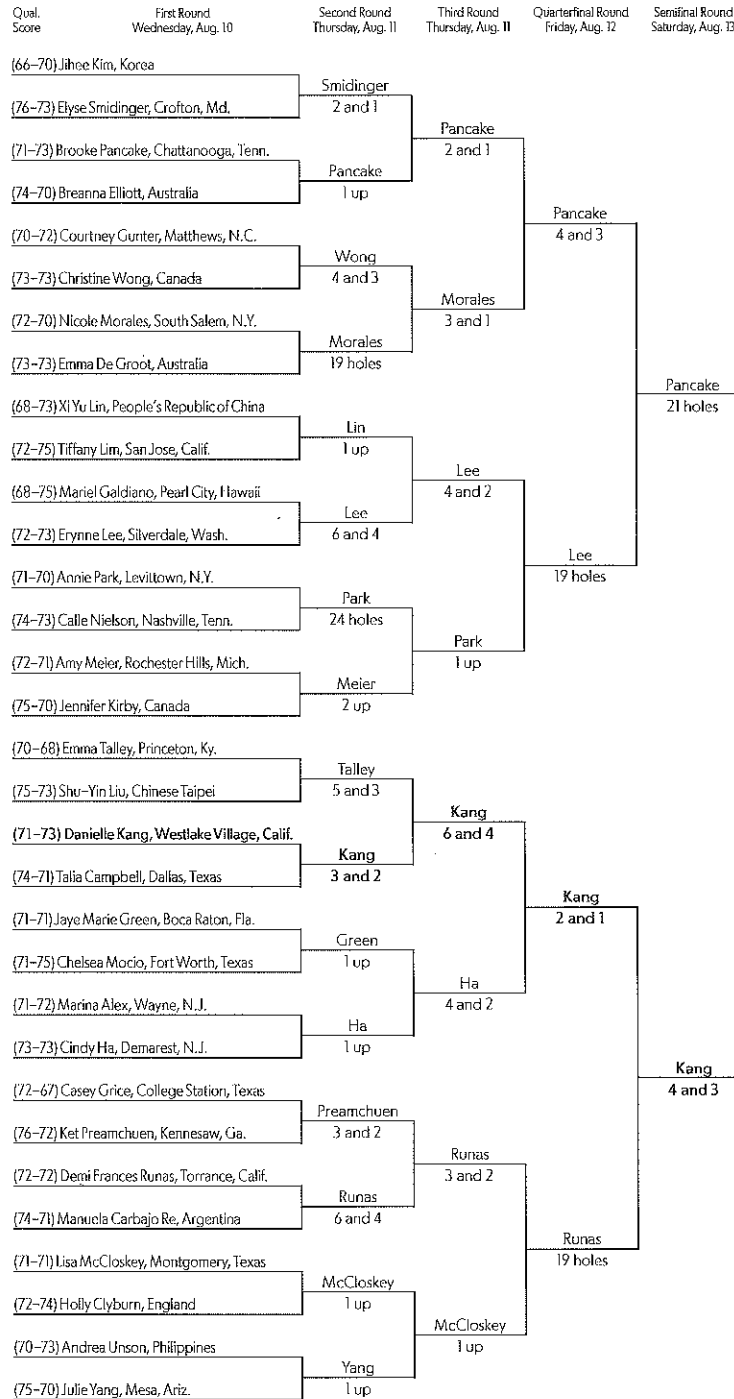 Qual. Score
First Round Wednesday, Aug. 10
Second Round Thursday, Aug. 11
Third Round Thursday, Aug. 11
Quarterfinal Round Friday, Aug. 12
Semifinal Round Saturday, Aug. 13
(66–70) Jihee Kim, Korea
Smidinger
(76–73) Elyse Smidinger, Crofton, Md.
2 and 1
Pancake
(71–73) Brooke Pancake, Chattanooga, Tenn.
2 and 1
Pancake
(74–70) Breanna Elliott, Australia
1 up
Pancake
(70–72) Courtney Gunter, Matthews, N.C.
4 and 3
Wong
(73–73) Christine Wong, Canada
4 and 3
Morales
(72–70) Nicole Morales, South Salem, N.Y.
3 and 1
Morales
(73–73) Emma De Groot, Australia
19 holes
Pancake
(68–73) Xi Yu Lin, People's Republic of China
21 holes
Lin
(72–75) Tiffany Lim, San Jose, Calif.
1 up
Lee
(68–75) Mariel Galdiano, Pearl City, Hawaii
4 and 2
Lee
(72–73) Erynne Lee, Silverdale, Wash.
6 and 4
Lee
(71–70) Annie Park, Levittown, N.Y.
19 holes
Park
(74–73) Calle Nielson, Nashville, Tenn.
24 holes
Park
(72–71) Amy Meier, Rochester Hills, Mich.
1 up
Meier
(75–70) Jennifer Kirby, Canada
2 up
(70–68) Emma Talley, Princeton, Ky.
Talley
(75–73) Shu-Yin Liu, Chinese Taipei
5 and 3
Kang
(71–73) Danielle Kang, Westlake Village, Calif.
6 and 4
Kang
(74–71) Talia Campbell, Dallas, Texas
3 and 2
Kang
(71–71) Jaye Marie Green, Boca Raton, Fla.
2 and 1
Green
(71–75) Chelsea Mocio, Fort Worth, Texas
1 up
Ha
(71–72) Marina Alex, Wayne, N.J.
4 and 2
Ha
(73–73) Cindy Ha, Demarest, N.J.
1 up
Kang
(72–67) Casey Grice, College Station, Texas
4 and 3
Preamchuen
(76–72) Ket Preamchuen, Kennesaw, Ga.
3 and 2
Runas
(72–72) Demi Frances Runas, Torrance, Calif.
3 and 2
Runas
(74–71) Manuela Carbajo Re, Argentina
6 and 4
Runas
(71–71) Lisa McCloskey, Montgomery, Texas
19 holes
McCloskey
(72–74) Holly Clyburn, England
1 up
McCloskey
(70–73) Andrea Unson, Philippines
1 up
Yang
(75–70) Julie Yang, Mesa, Ariz.
1 up